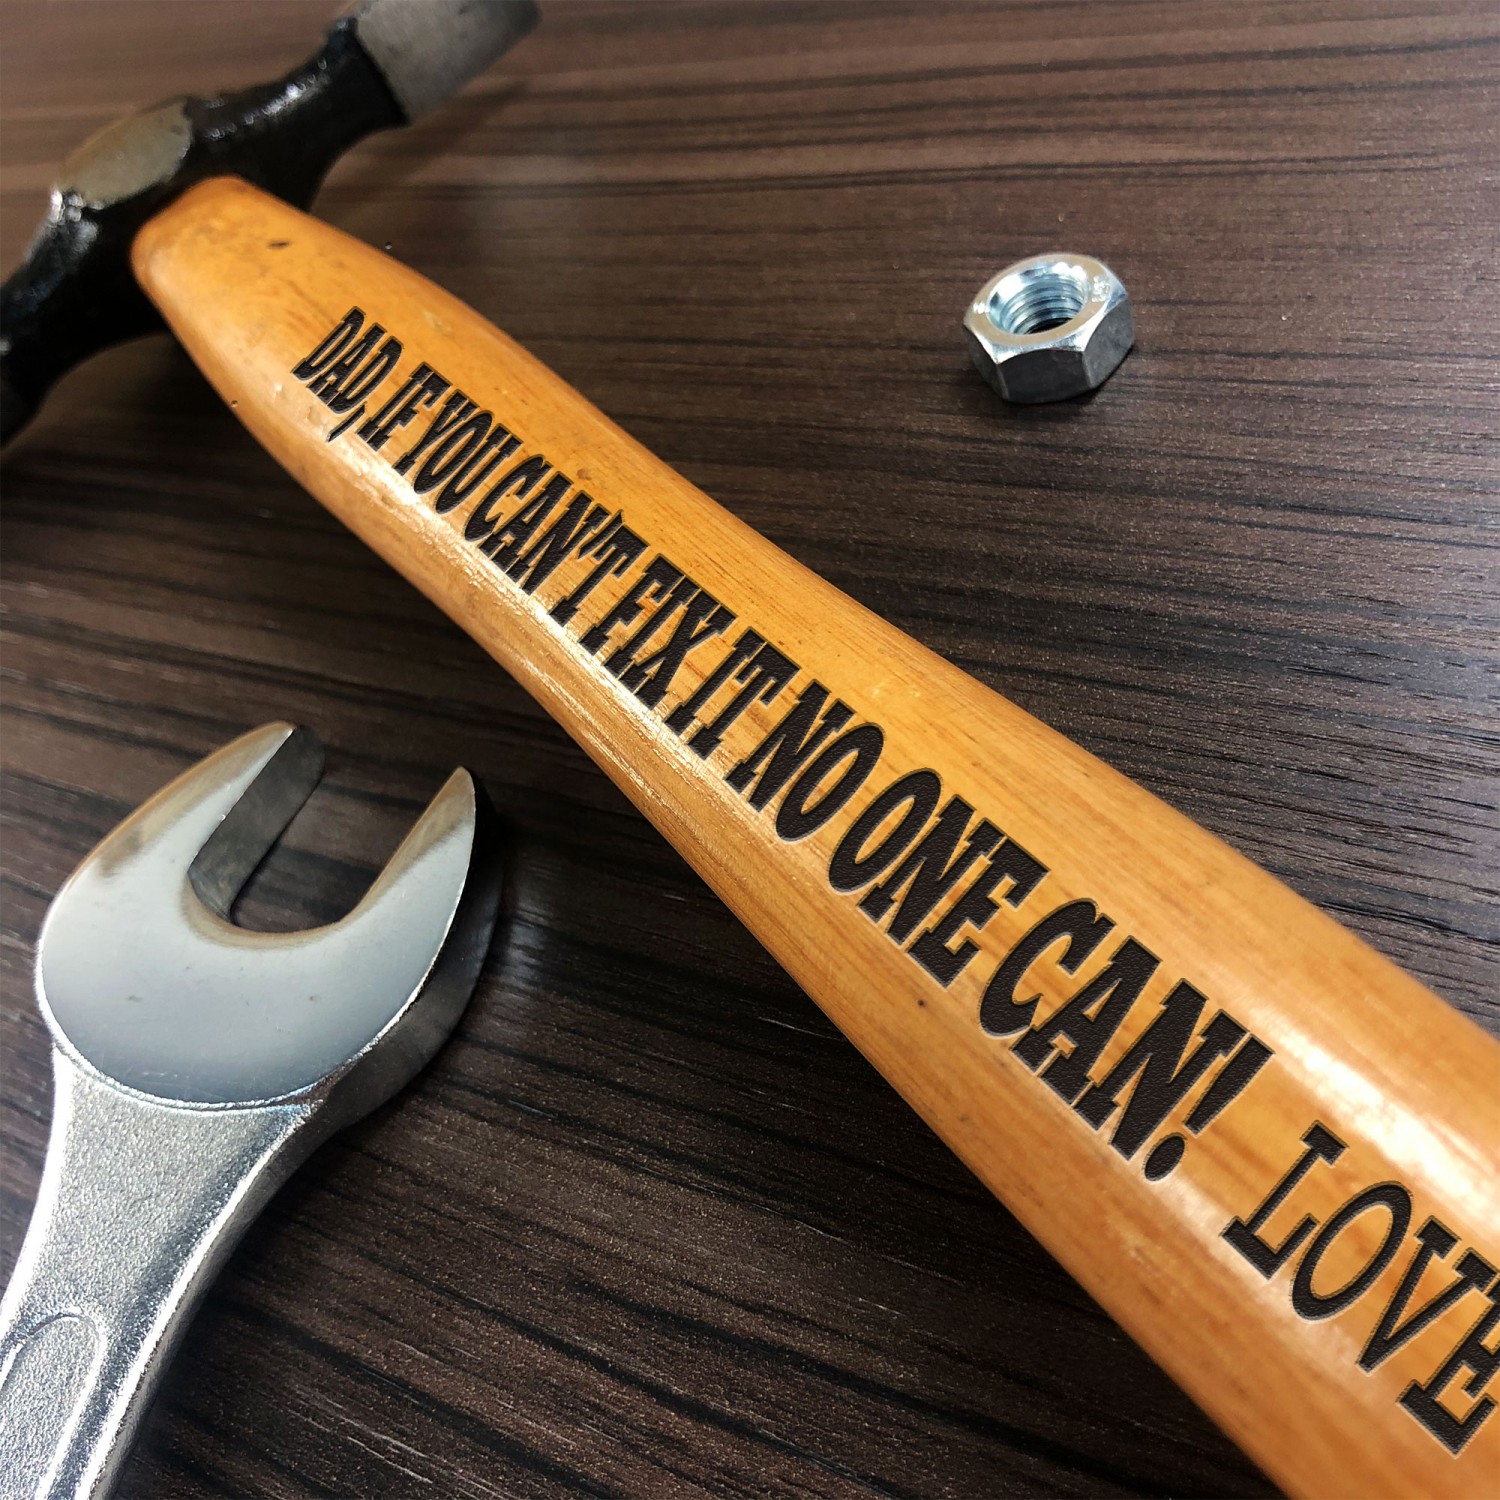 DAD, IF YOU CAN'T FIX IT NO ONE CAN! LOVE